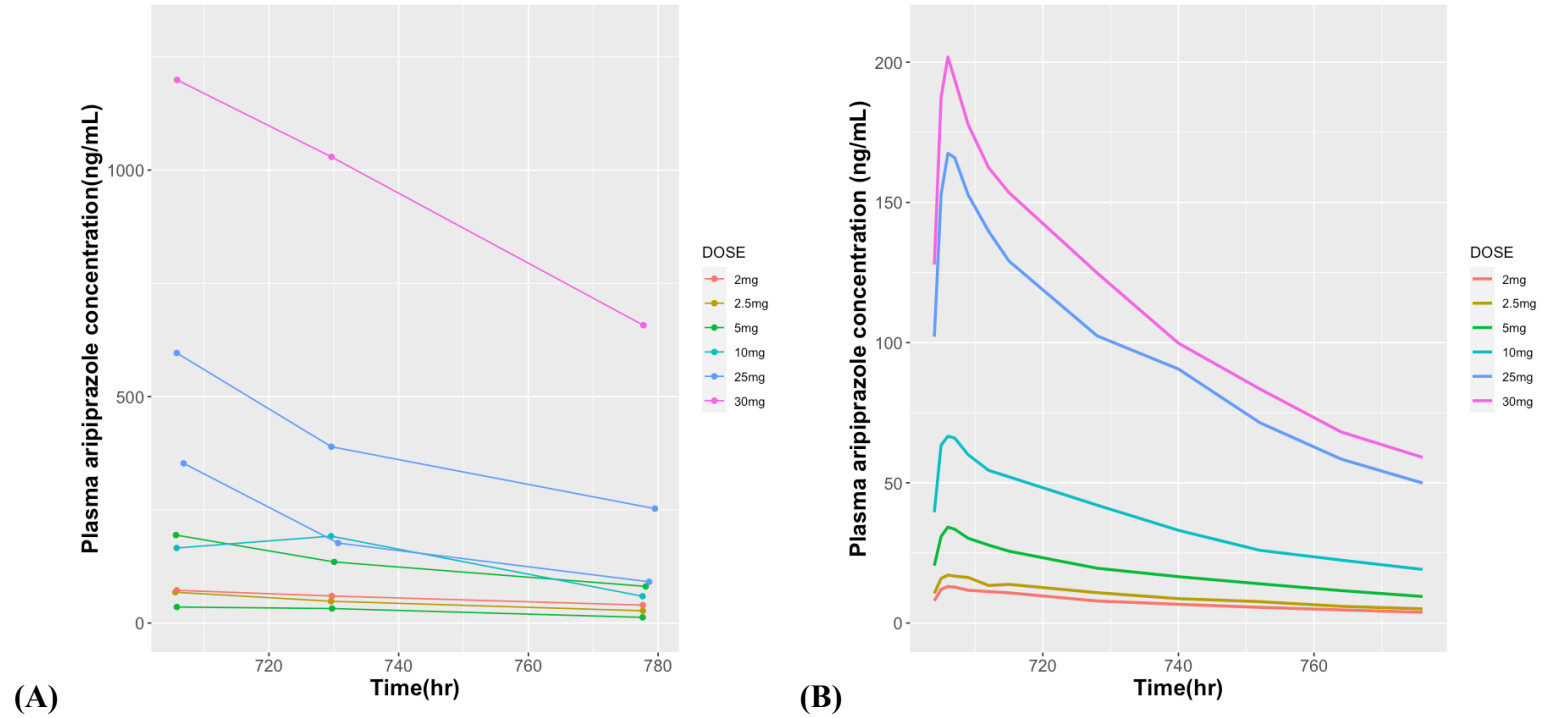 Plasma aripiprazole concentration(ng/mL)
1000
500
0
720 740 760 780
Time(hr)
DOSE
2mg
2.5mg
5mg
10mg
25mg
30mg
(A)
Plasma aripiprazole concentration (ng/mL)
200
150
100
50
0
720 740 760
Time(hr)
DOSE
2mg
2.5mg
5mg
10mg
25mg
30mg
(B)